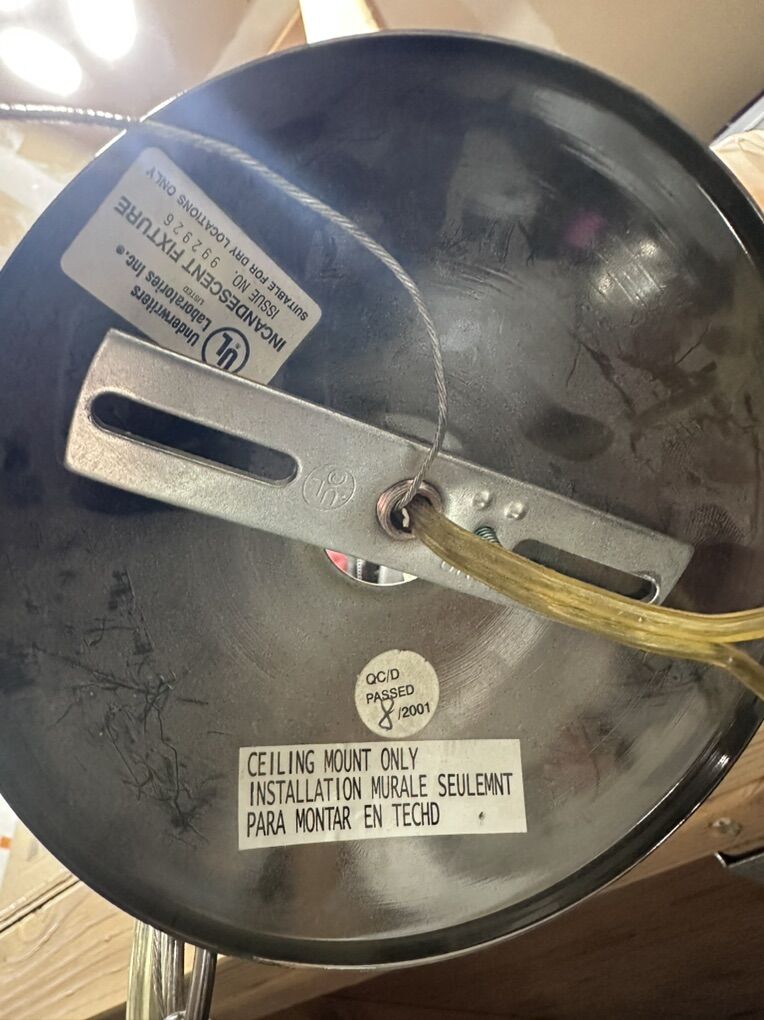 Underwriters
Laboratories Inc.®
LISTED
UL
INCANDESCENT FIXTURE
ISSUE NO. 992926
SUITABLE FOR DRY LOCATIONS ONLY
QC/D
PASSED
8/2001
CEILING MOUNT ONLY
INSTALLATION MURALE SEULEMNT
PARA MONTAR EN TECHD